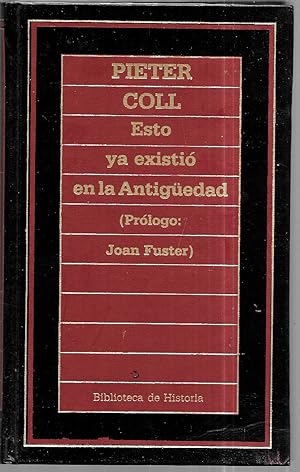 PIETER
COLL
Esto
ya existió
en la Antigüedad
(Prólogo:
Joan Fuster)
Biblioteca de Historia